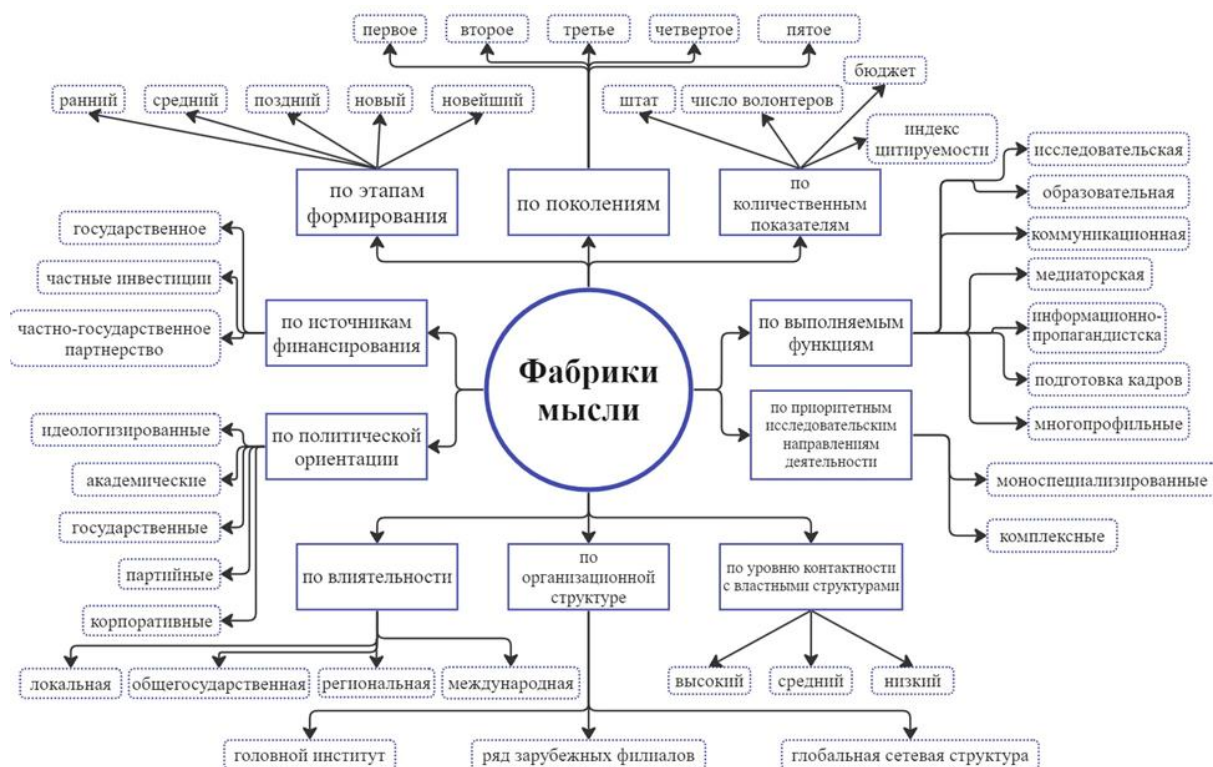 первое
второе
третье
четвертое
пятое
ранний
средний
поздний
новый
новейший
штат
число волонтеров
бюджет
индекс
цитируемости
по этапам
формирования
по поколениям
по
количественным
показателям
исследовательская
образовательная
коммуникационная
медиаторская
информационно-
пропагандистска
подготовка кадров
многопрофильные
государственное
частные инвестиции
частно-государственное
партнерство
по источникам
финансирования
Фабрики
мысли
по выполняемым
функциям
идеологизированные
академические
государственные
партийные
корпоративные
по политической
ориентации
по приоритетным
исследовательским
направлениям
деятельности
моноспециализированные
комплексные
по влиятельности
по
организационной
структуре
по уровню контактности
с властными структурами
локальная
общегосударственная
региональная
международная
высокий
средний
низкий
головной институт
ряд зарубежных филиалов
глобальная сетевая структура